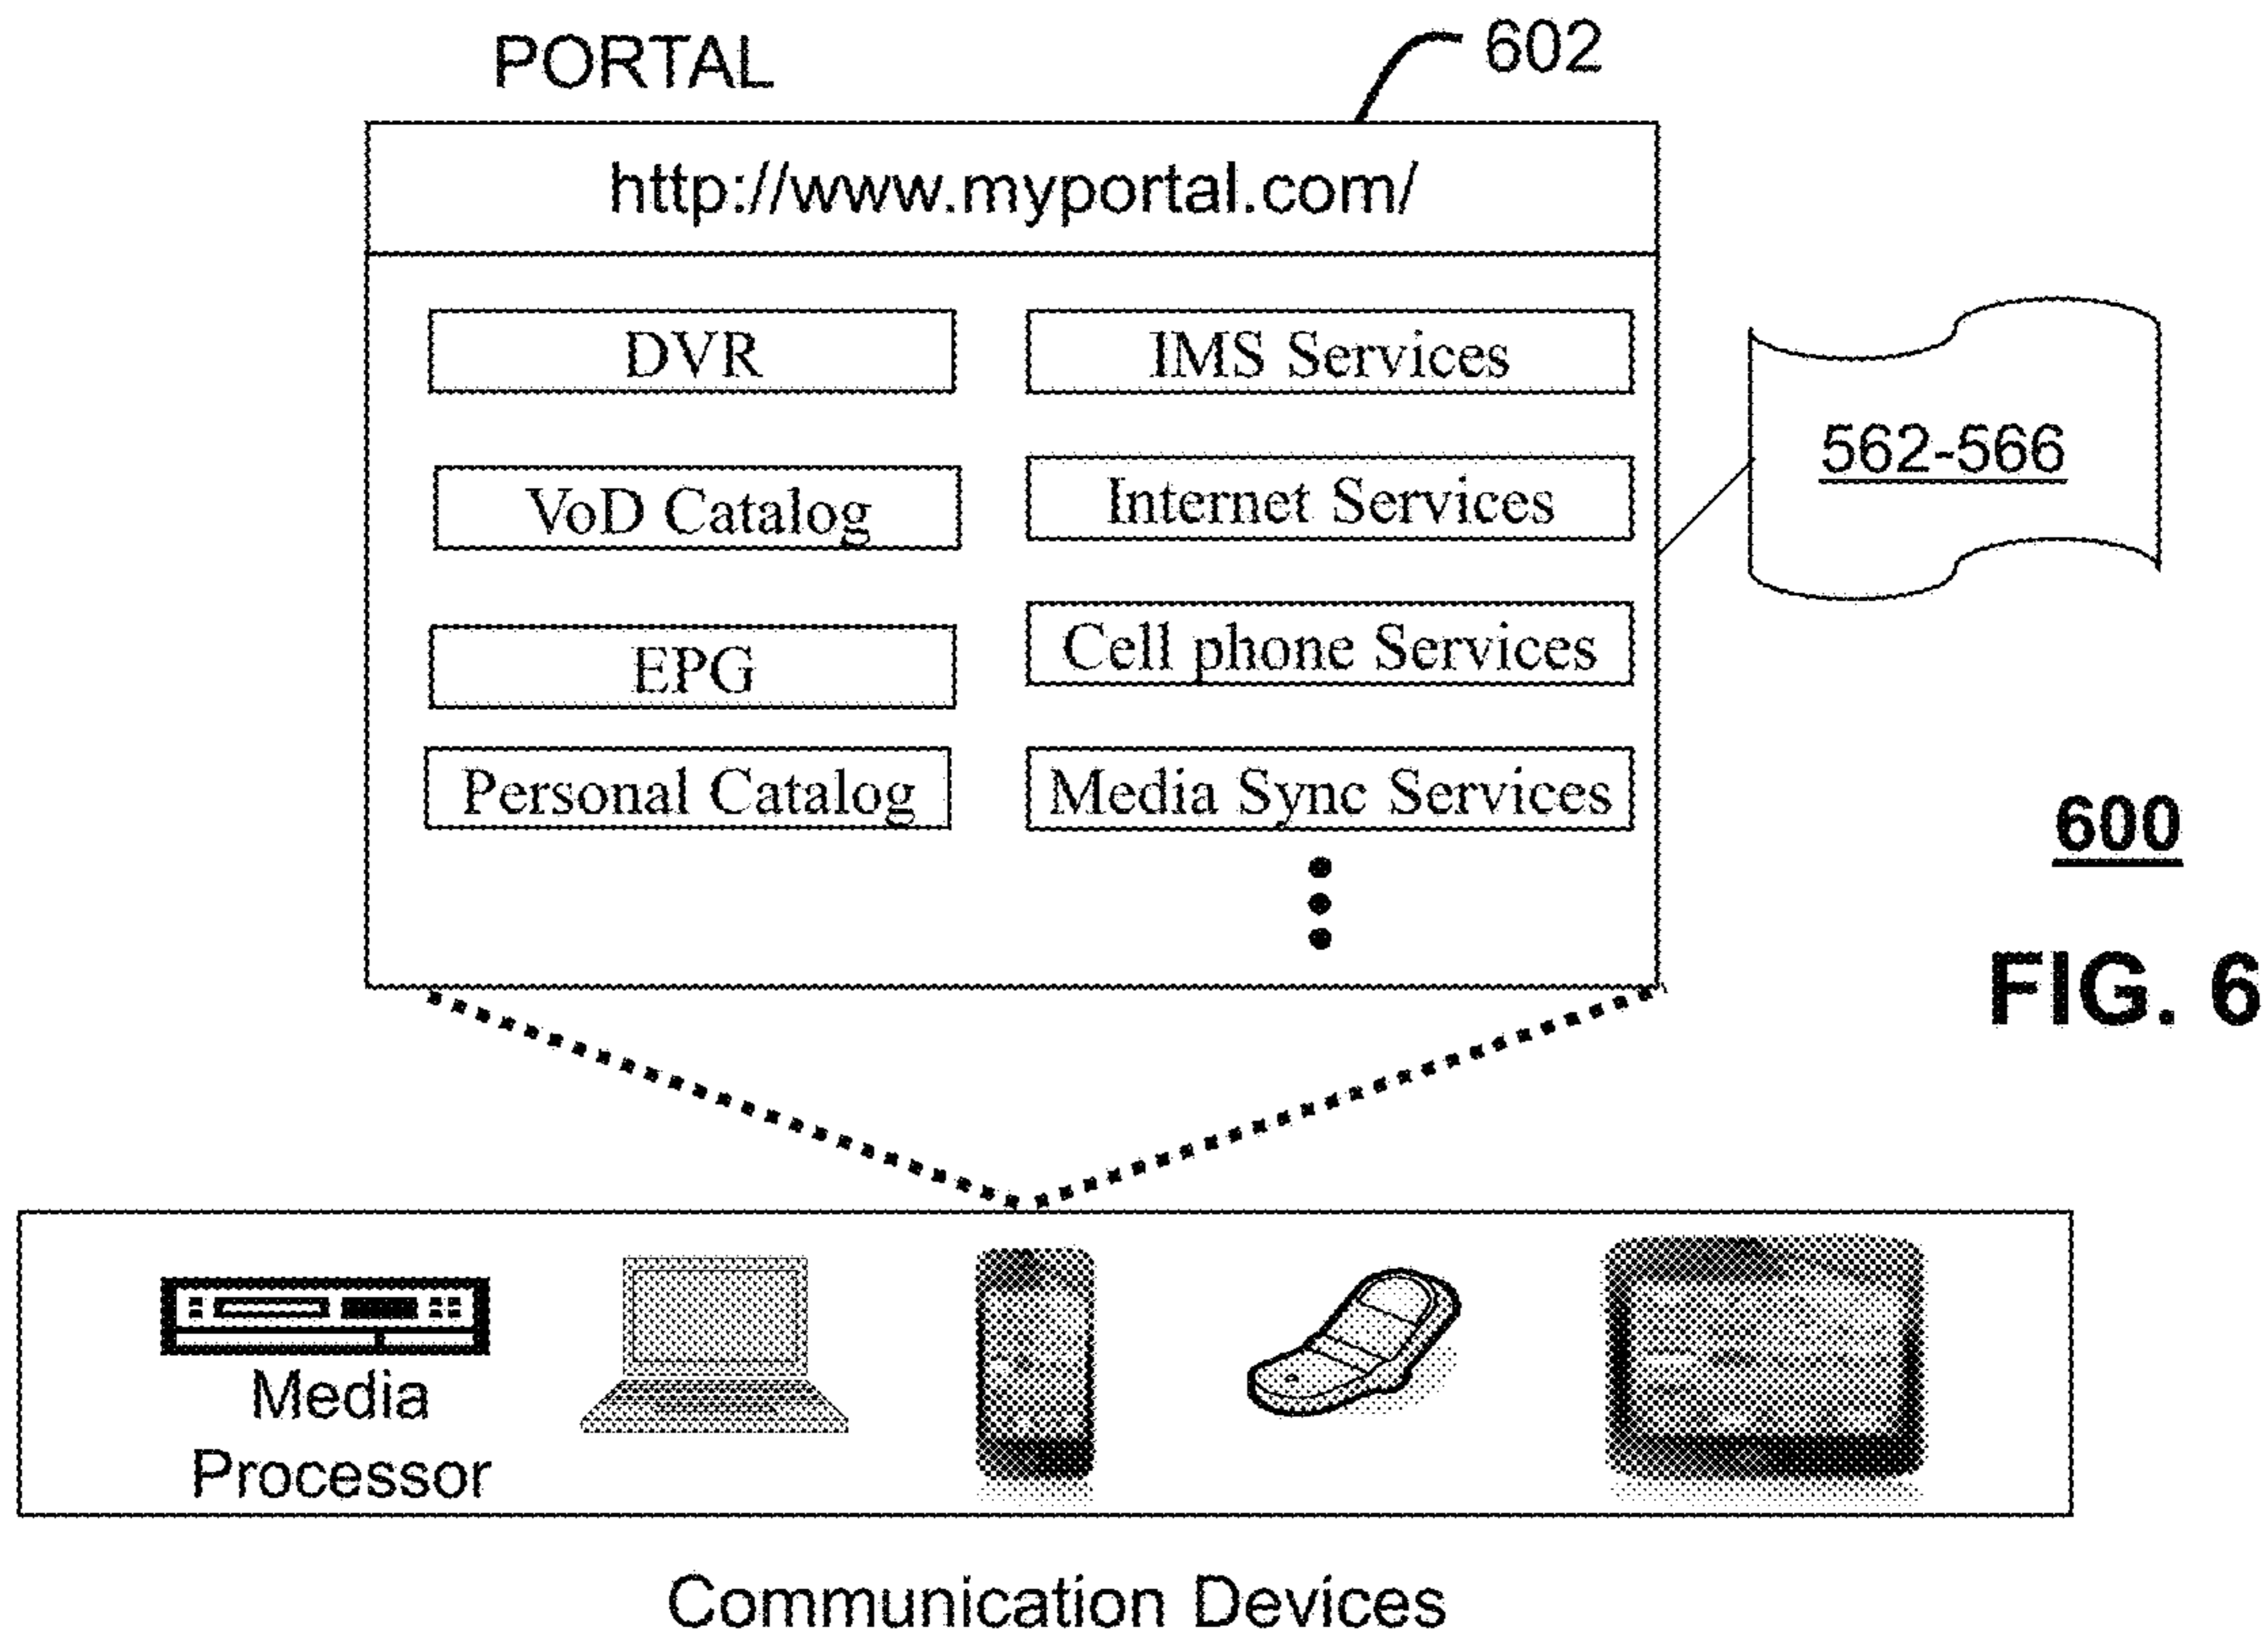 PORTAL
602
http://www.myportal.com/
DVR
IMS Services
VoD Catalog
Internet Services
562-566
EPG
Cell phone Services
Personal Catalog
Media Sync Services
600
FIG. 6
Media
Processor
Communication Devices